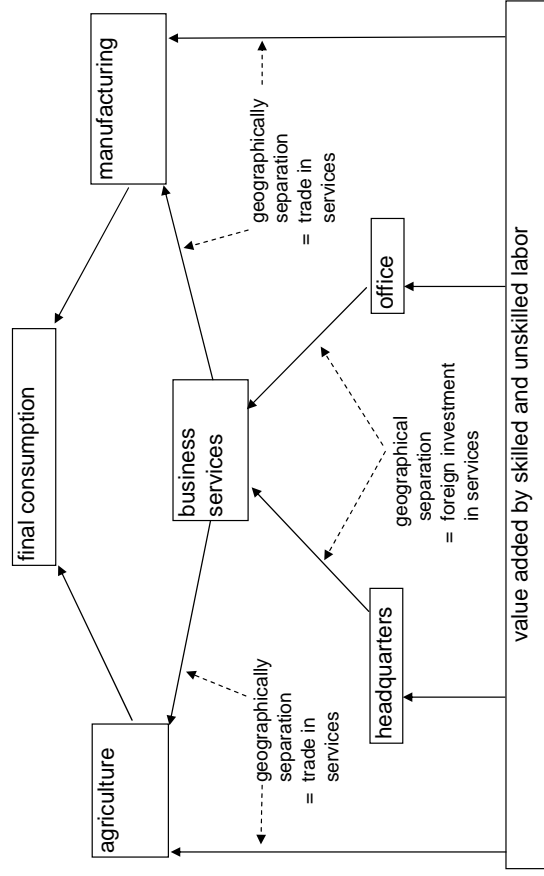 final consumption
agriculture
manufacturing
business
services
geographically
separation
= trade in
services
geographically
separation
= trade in
services
headquarters
office
geographical
separation
= foreign investment
in services
value added by skilled and unskilled labor